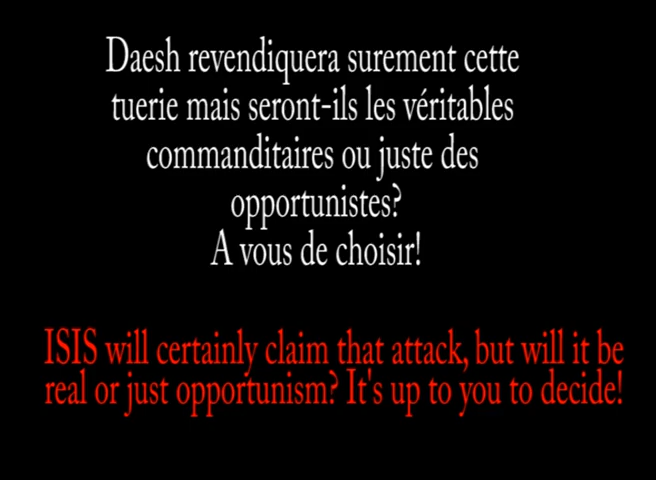 Daesh revendiquera surement cette
tuerie mais seront-ils les véritables
commanditaires ou juste des
opportunistes?
A vous de choisir!
ISIS will certainly claim that attack, but will it be
real or just opportunism? It's up to you to decide!